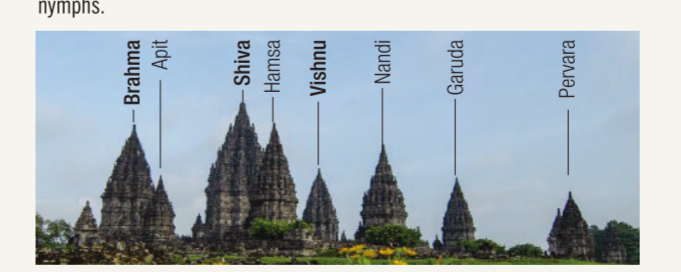 nymphs.
Brahma
Apit
Shiva
Hamsa
Vishnu
Nandi
Garuda
Pervara